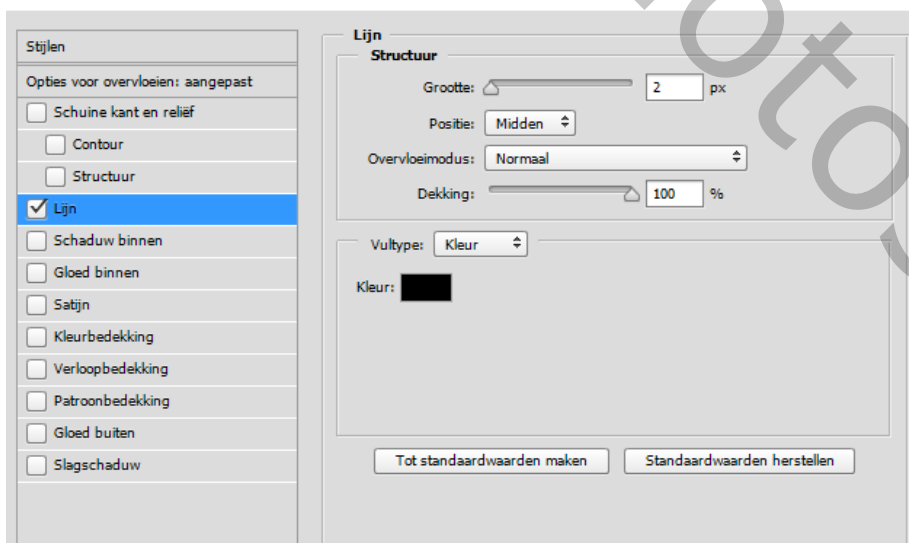 Stijlen
Opties voor overvloeien: aangepast
Schuine kant en reliëf
Contour
Structuur
Lijn
Schaduw binnen
Gloed binnen
Satijn
Kleurbedekking
Verloopbedekking
Patroonbedekking
Gloed buiten
Slagschaduw
Lijn
Structuur
Grootte: 2 px
Positie: Midden
Overvloeimodus: Normaal
Dekking: 100 %
Vultype: Kleur
Kleur:
Tot standaardwaarden maken Standaardwaarden herstellen